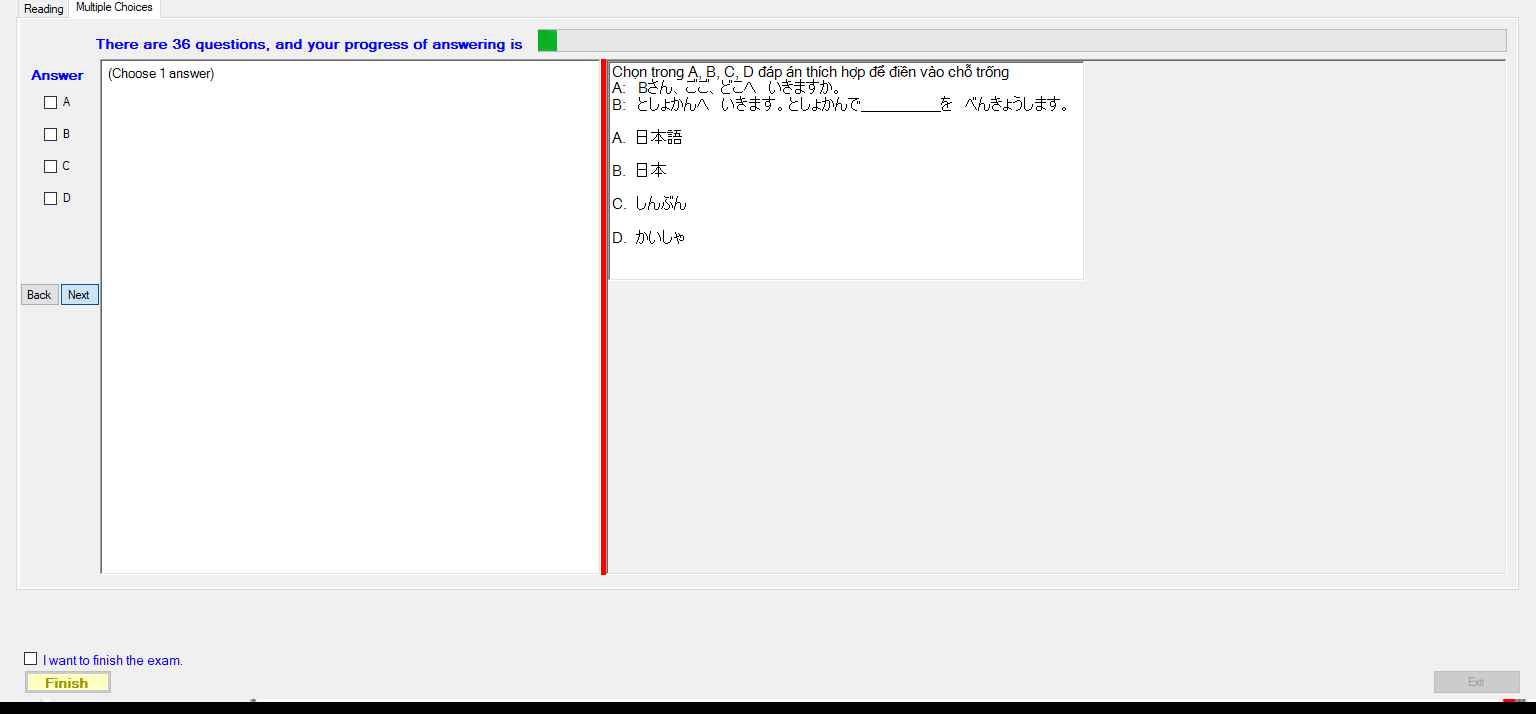 Reading Multiple Choices
There are 36 questions, and your progress of answering is
Answer
A
B
C
D
Back Next
(Choose 1 answer)
Chọn trong A, B, C, D đáp án thích hợp để điền vào chỗ trống
A: Bさん、ごご、どこへ いきますか。
B: としょかんへ いきます。としょかんで__________を べんきょうします。
A. 日本語
B. 日本
C. しんぶん
D. かいしゃ
I want to finish the exam.
Finish
Exit